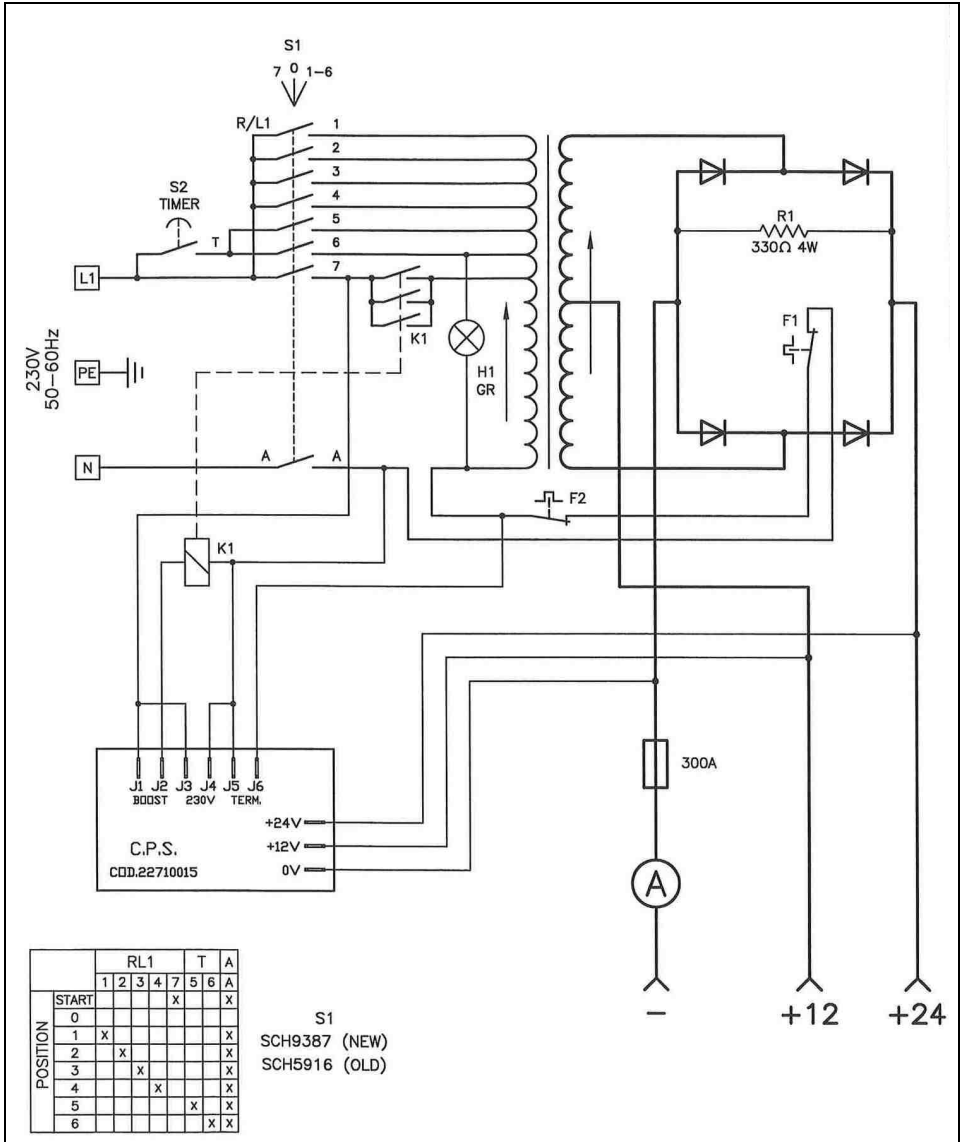 S1
7 0 1-6
R/L1
1
2
3
4
5
6
7
S2
TIMER
T
L1
230V
50-60Hz
PE
N
A
A
K1
H1
GR
R1
330Ω 4W
F1
F2
K1
J1 J2 J3 J4 J5 J6
BOOST 230V TERM.
+24V
+12V
0V
C.P.S.
COD.22710015
300A
A
-
+12
+24
RL1 T A
1 2 3 4 7 5 6 A
POSITION
START X X
0
1 X X
2 X X
3 X X
4 X X
5 X X
6 X X
S1
SCH9387 (NEW)
SCH5916 (OLD)